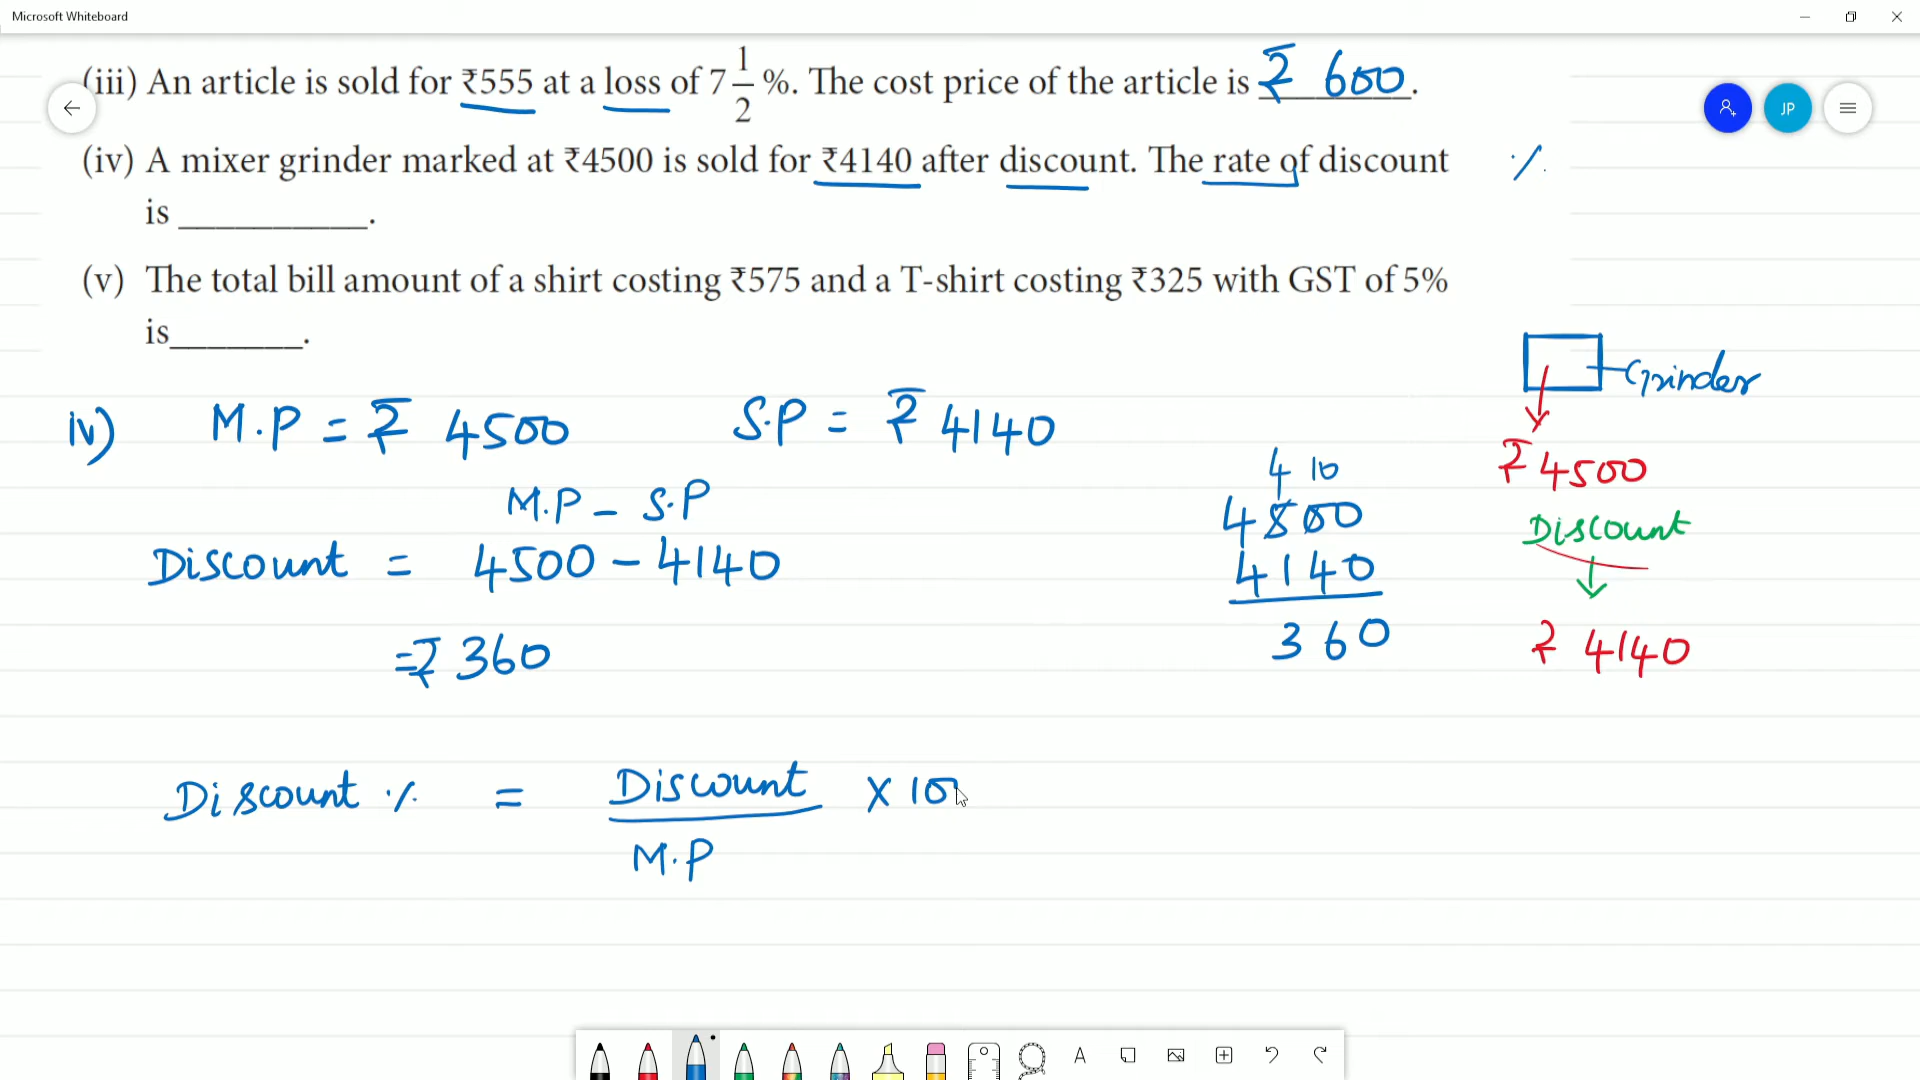 Microsoft Whiteboard
(iii) An article is sold for ₹555 at a loss of 7 1/2 %. The cost price of the article is ₹ 600.
JP
(iv) A mixer grinder marked at ₹4500 is sold for ₹4140 after discount. The rate of discount %
is __________.
(v) The total bill amount of a shirt costing ₹575 and a T-shirt costing ₹325 with GST of 5%
is_______.
Grinder
iv) M.P = ₹ 4500 S.P = ₹ 4140
4 10
₹ 4500
M.P - S.P
4500
Discount
Discount = 4500 - 4140
4140
=₹ 360
360
₹ 4140
Discount % = Discount × 10
M.P
A